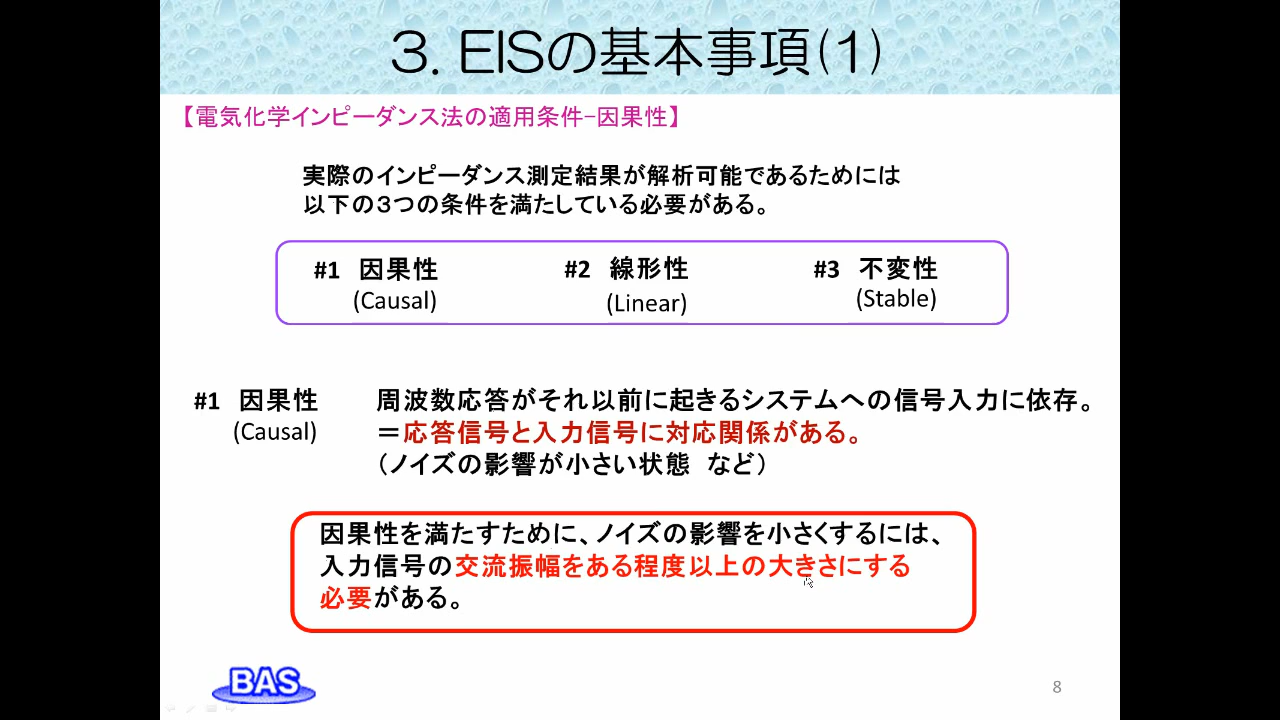 3. EISの基本事項(1)
【電気化学インピーダンス法の適用条件-因果性】
実際のインピーダンス測定結果が解析可能であるためには
以下の3つの条件を満たしている必要がある。
#1 因果性 #2 線形性 #3 不変性
(Causal) (Linear) (Stable)
#1 因果性 周波数応答がそれ以前に起きるシステムへの信号入力に依存。
(Causal) =応答信号と入力信号に対応関係がある。
(ノイズの影響が小さい状態 など)
因果性を満たすために、ノイズの影響を小さくするには、
入力信号の交流振幅をある程度以上の大きさにする
必要がある。
BAS
8